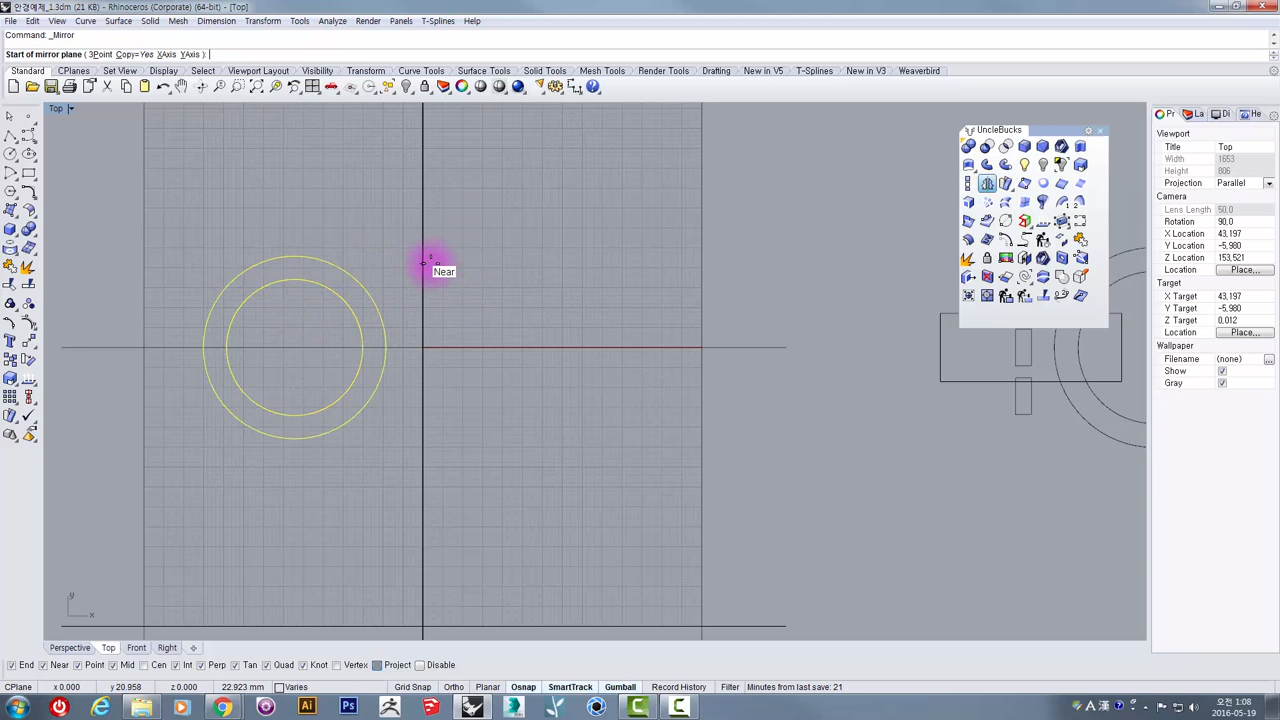 안경예제_1.3dm (21 KB) - Rhinoceros (Corporate) (64-bit) - [Top]
File Edit View Curve Surface Solid Mesh Dimension Transform Tools Analyze Render Panels T-Splines Help
Command: _Mirror
Start of mirror plane ( 3Point Copy=Yes XAxis YAxis ):
Standard CPlanes Set View Display Select Viewport Layout Visibility Transform Curve Tools Surface Tools Solid Tools Mesh Tools Render Tools Drafting New in V5 T-Splines New in V3 Weaverbird
Top
Pr La Di He
UncleBucks
Viewport
Title Top
Width 1653
Height 806
Projection Parallel
Camera
Lens Length 50.0
Rotation 90.0
X Location 43,197
Y Location -5,980
Z Location 153,521
Location Place...
Target
X Target 43,197
Y Target -5,980
Z Target 0,012
Location Place...
Wallpaper
Filename (none)
Show
Gray
Near
y
x
Perspective Top Front Right
End Near Point Mid Cen Int Perp Tan Quad Knot Vertex Project Disable
CPlane x 0.000 y 20.958 z 0.000 22.923 mm Varies Grid Snap Ortho Planar Osnap SmartTrack Gumball Record History Filter Minutes from last save: 21
Ai Ps A 漢 오전 1:08
2016-05-19